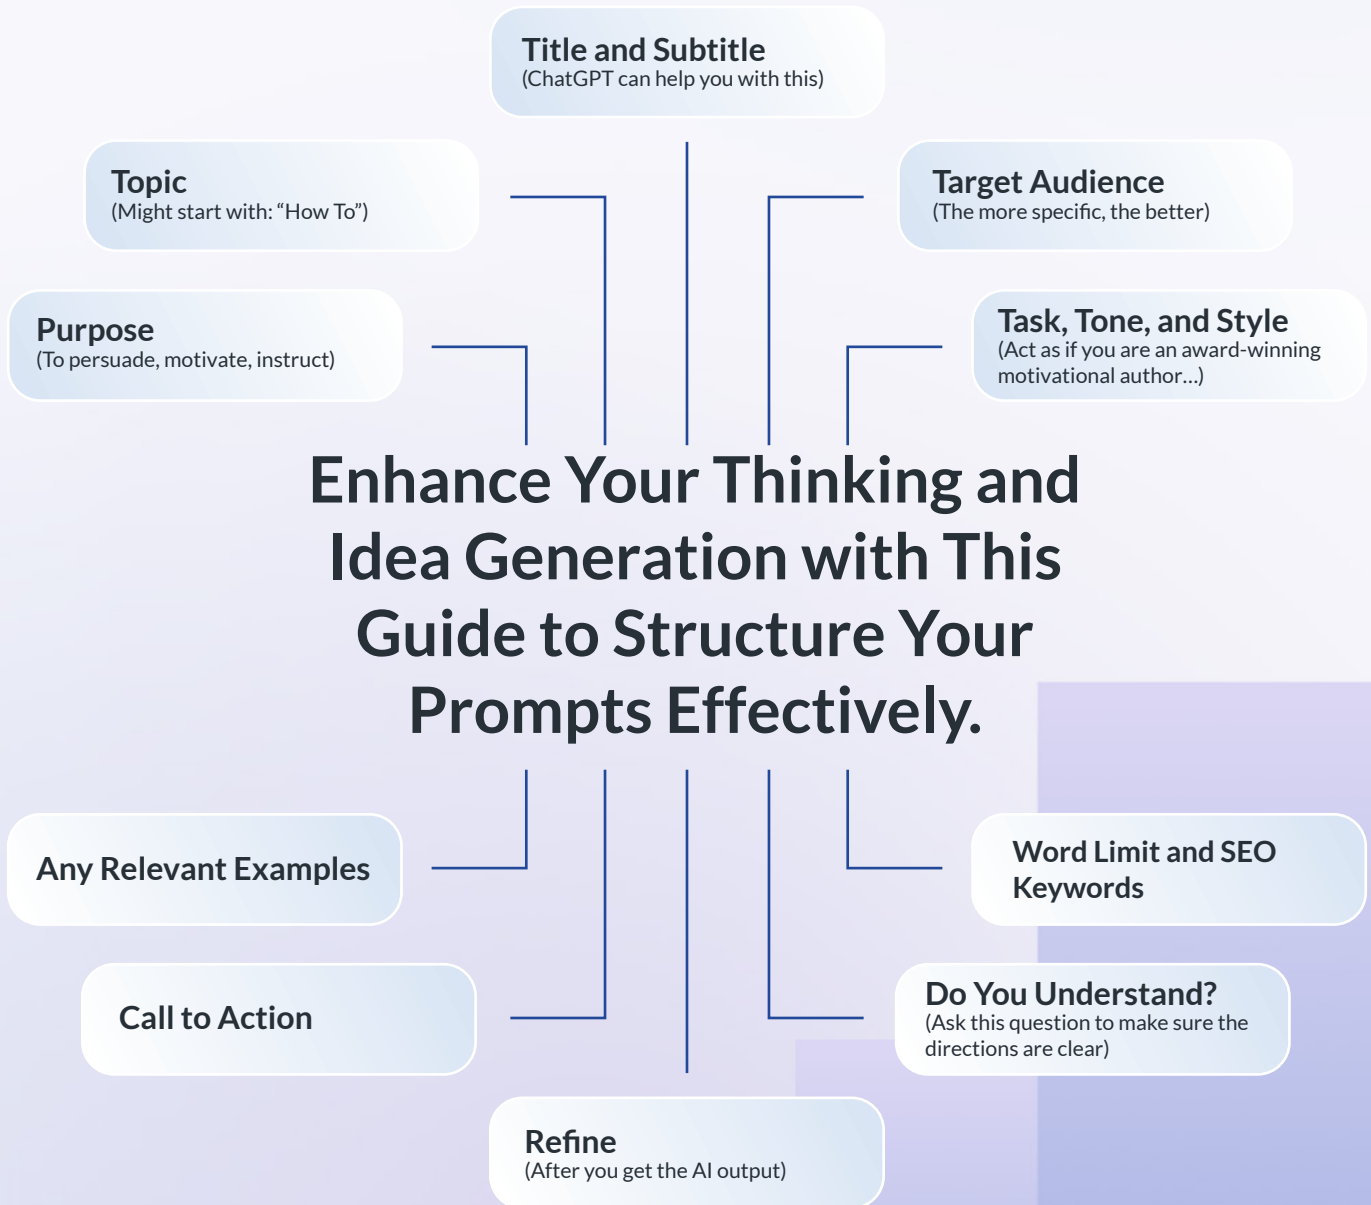 Title and Subtitle
(ChatGPT can help you with this)
Topic
(Might start with: “How To”)
Target Audience
(The more specific, the better)
Purpose
(To persuade, motivate, instruct)
Task, Tone, and Style
(Act as if you are an award-winning
motivational author...)
Enhance Your Thinking and
Idea Generation with This
Guide to Structure Your
Prompts Effectively.
Any Relevant Examples
Word Limit and SEO
Keywords
Call to Action
Do You Understand?
(Ask this question to make sure the
directions are clear)
Refine
(After you get the AI output)